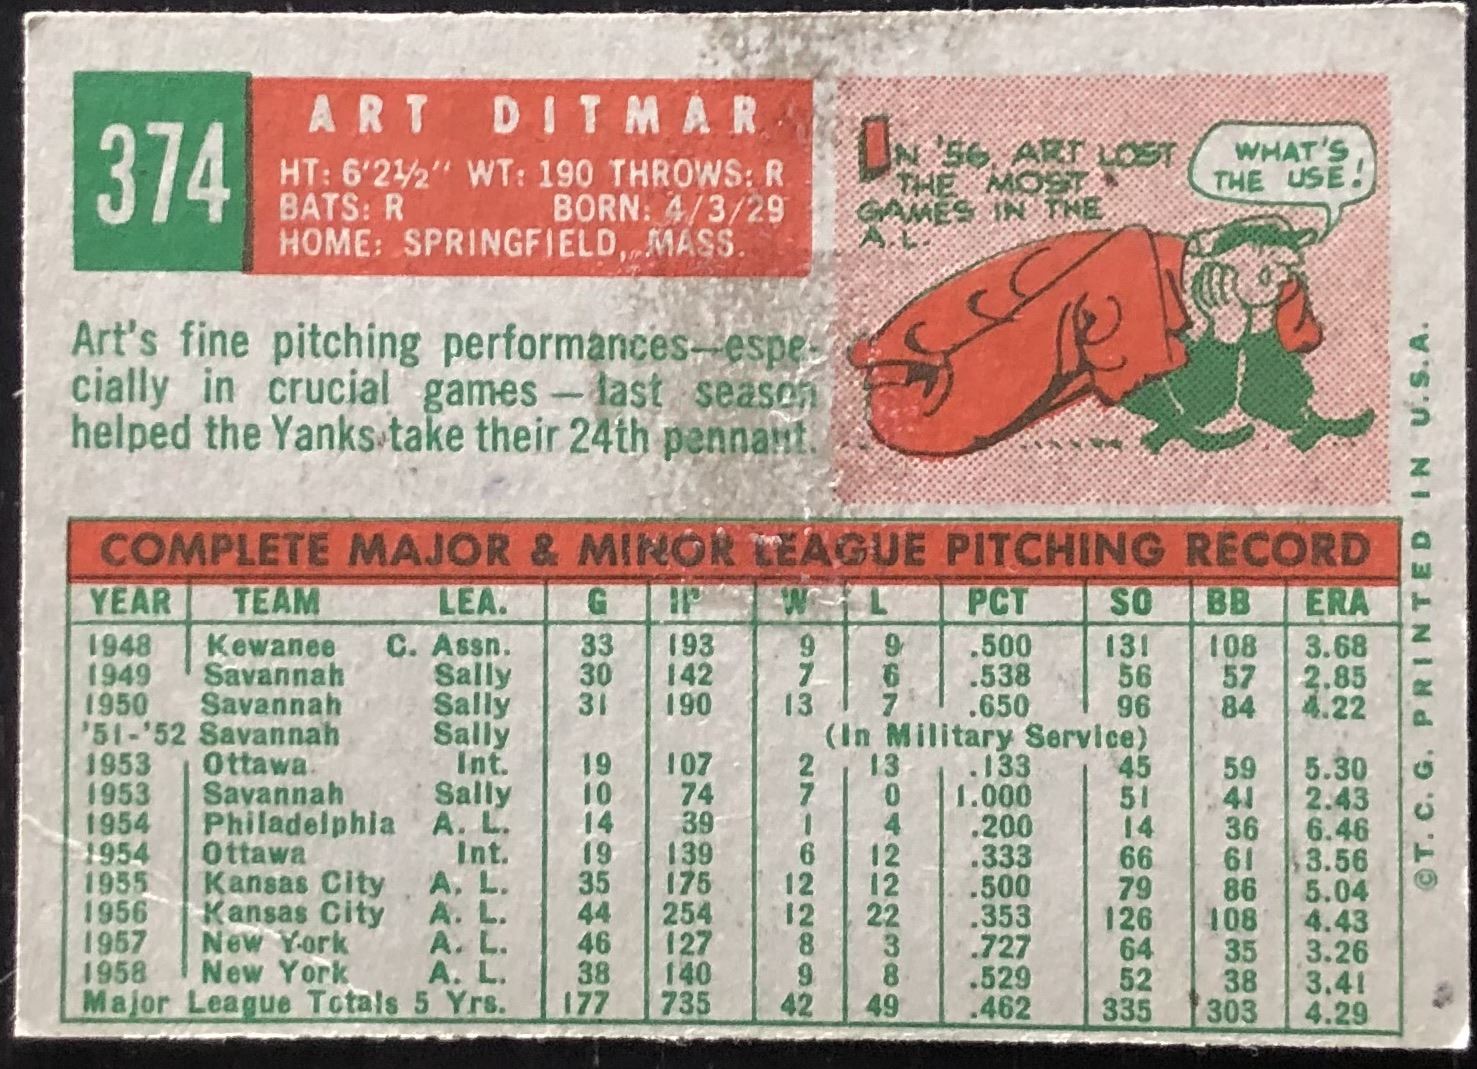 374
ART DITMAR
HT: 6'2½" WT: 190 THROWS: R
BATS: R BORN: 4/3/29
HOME: SPRINGFIELD, MASS.
IN '56, ART LOST
THE MOST
GAMES IN THE
A.L.
WHAT'S
THE USE!
Art's fine pitching performances—espe-
cially in crucial games — last season
helped the Yanks take their 24th pennant.
COMPLETE MAJOR & MINOR LEAGUE PITCHING RECORD
YEAR TEAM LEA. G IP W L PCT SO BB ERA
1948 Kewanee C. Assn. 33 193 9 9 .500 131 108 3.68
1949 Savannah Sally 30 142 7 6 .538 56 57 2.85
1950 Savannah Sally 31 190 13 7 .650 96 84 4.22
'51-'52 Savannah Sally (In Military Service)
1953 Ottawa Int. 19 107 2 13 .133 45 59 5.30
1953 Savannah Sally 10 74 7 0 1.000 51 41 2.43
1954 Philadelphia A. L. 14 39 1 4 .200 14 36 6.46
1954 Ottawa Int. 19 139 6 12 .333 66 61 3.56
1955 Kansas City A. L. 35 175 12 12 .500 79 86 5.04
1956 Kansas City A. L. 44 254 12 22 .353 126 108 4.43
1957 New York A. L. 46 127 8 3 .727 64 35 3.26
1958 New York A. L. 38 140 9 8 .529 52 38 3.41
Major League Totals 5 Yrs. 177 735 42 49 .462 335 303 4.29
©T.C.G. PRINTED IN U.S.A.